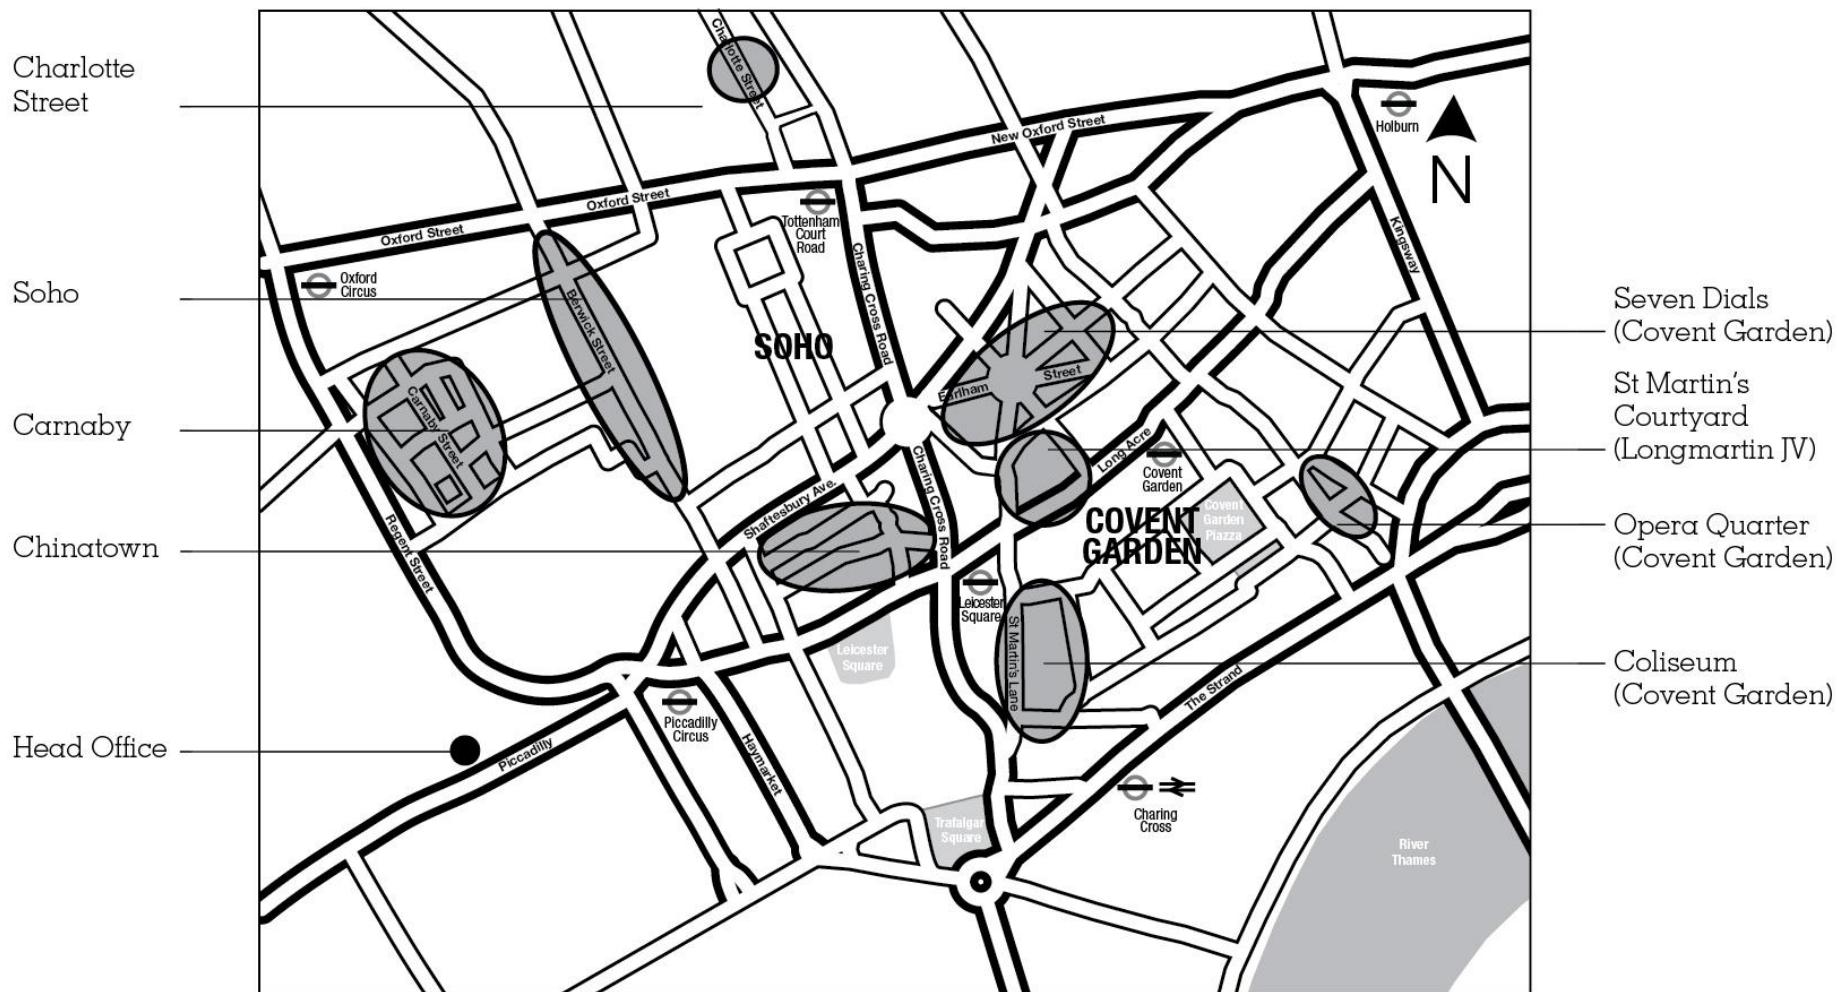 Charlotte
Street
Soho
Carnaby
Chinatown
Head Office
Charlotte Street
New Oxford Street
Holburn
N
Oxford Street
Oxford Street
Tottenham
Court
Road
Kingsway
Oxford
Circus
Berwick Street
Charing Cross Road
SOHO
Earlham
Street
Carnaby Street
Long Acre
Covent
Garden
Charing Cross Road
Shaftesbury Ave.
COVENT
GARDEN
Covent
Garden
Piazza
Regent Street
Leicester
Square
St Martin's Lane
Leicester
Square
The Strand
Piccadilly
Circus
Piccadilly
Haymarket
Charing
Cross
Trafalgar
Square
River
Thames
Seven Dials
(Covent Garden)
St Martin's
Courtyard
(Longmartin JV)
Opera Quarter
(Covent Garden)
Coliseum
(Covent Garden)